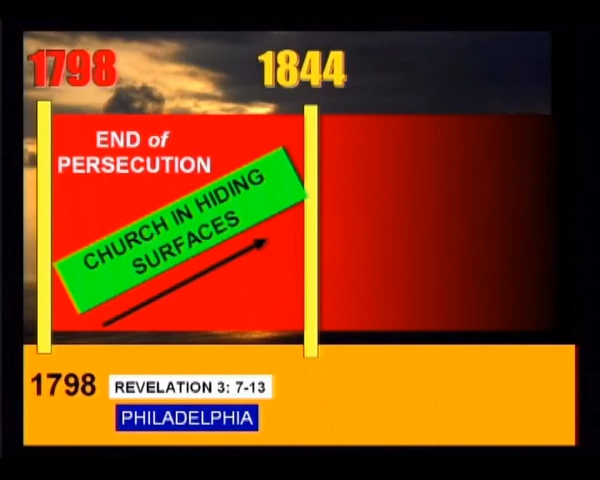 1798
1844
END of
PERSECUTION
CHURCH IN HIDING
SURFACES
1798
REVELATION 3: 7-13
PHILADELPHIA